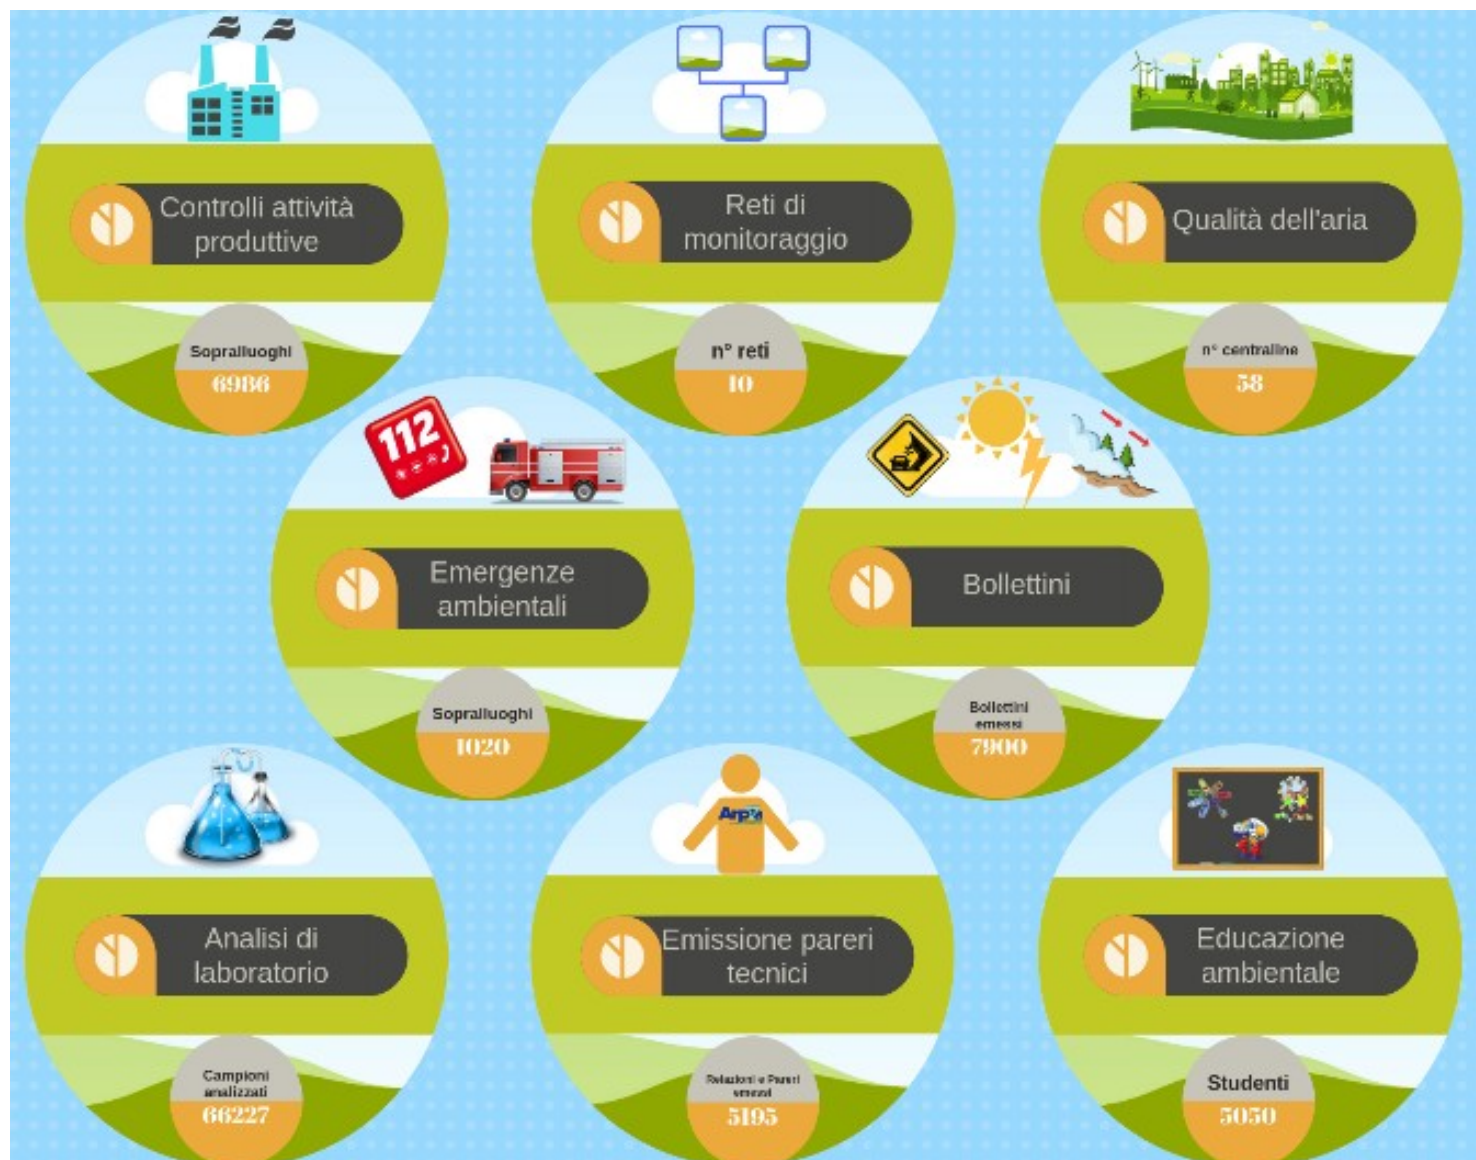 Controlli attività
produttive
Sopralluoghi
6986
Reti di
monitoraggio
n° reti
10
Qualità dell'aria
n° centraline
58
112
Emergenze
ambientali
Sopralluoghi
1020
Bollettini
Bollettini
emessi
7900
Analisi di
laboratorio
Campioni
analizzati
66227
Arpa
Emissione pareri
tecnici
Relazioni e Pareri
emessi
5195
Educazione
ambientale
Studenti
5050